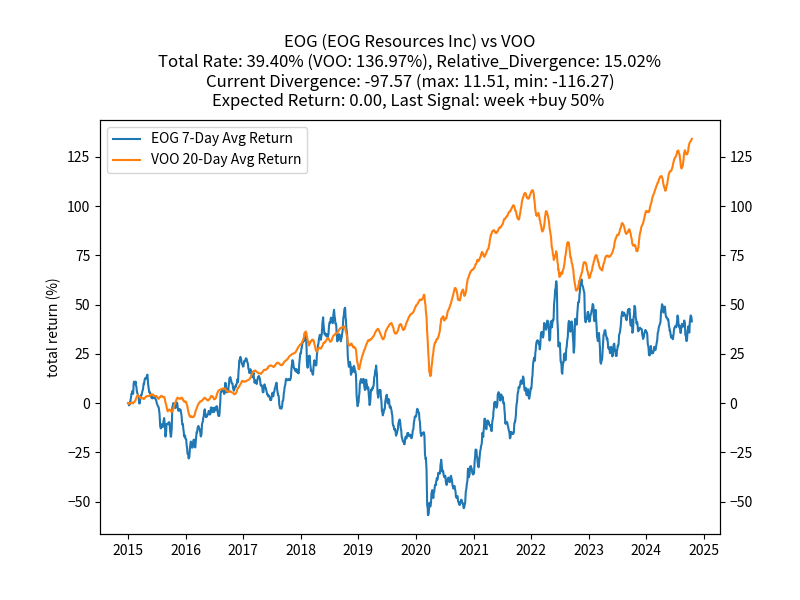 EOG (EOG Resources Inc) vs VOO
Total Rate: 39.40% (VOO: 136.97%), Relative_Divergence: 15.02%
Current Divergence: -97.57 (max: 11.51, min: -116.27)
Expected Return: 0.00, Last Signal: week +buy 50%
EOG 7-Day Avg Return
VOO 20-Day Avg Return
total return (%)
125
100
75
50
25
0
−25
−50
125
100
75
50
25
0
−25
−50
2015 2016 2017 2018 2019 2020 2021 2022 2023 2024 2025